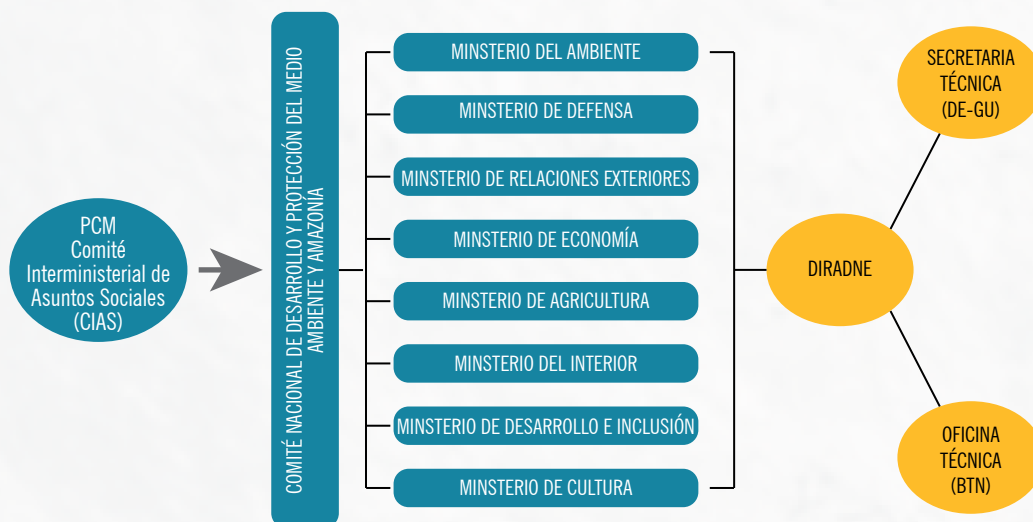 PCM
Comité
Interministerial de
Asuntos Sociales
(CIAS)
COMITÉ NACIONAL DE DESARROLLO Y PROTECCIÓN DEL MEDIO
AMBIENTE Y AMAZONÍA
MINSTERIO DEL AMBIENTE
MINSTERIO DE DEFENSA
MINSTERIO DE RELACIONES EXTERIORES
MINSTERIO DE ECONOMÍA
MINSTERIO DE AGRICULTURA
MINSTERIO DEL INTERIOR
MINSTERIO DE DESARROLLO E INCLUSIÓN
MINSTERIO DE CULTURA
DIRADNE
SECRETARIA
TÉCNICA
(DE-GU)
OFICINA
TÉCNICA
(BTN)